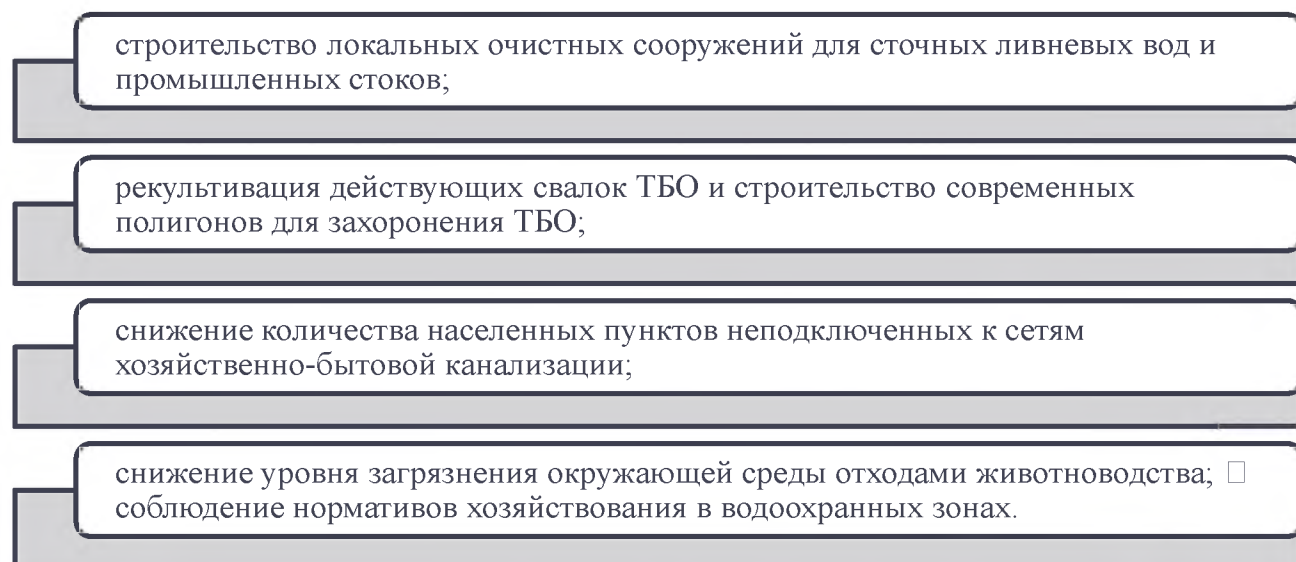 строительство локальных очистных сооружений для сточных ливневых вод и
промышленных стоков;
рекультивация действующих свалок ТБО и строительство современных
полигонов для захоронения ТБО;
снижение количества населенных пунктов неподключенных к сетям
хозяйственно-бытовой канализации;
снижение уровня загрязнения окружающей среды отходами животноводства; □
соблюдение нормативов хозяйствования в водоохранных зонах.